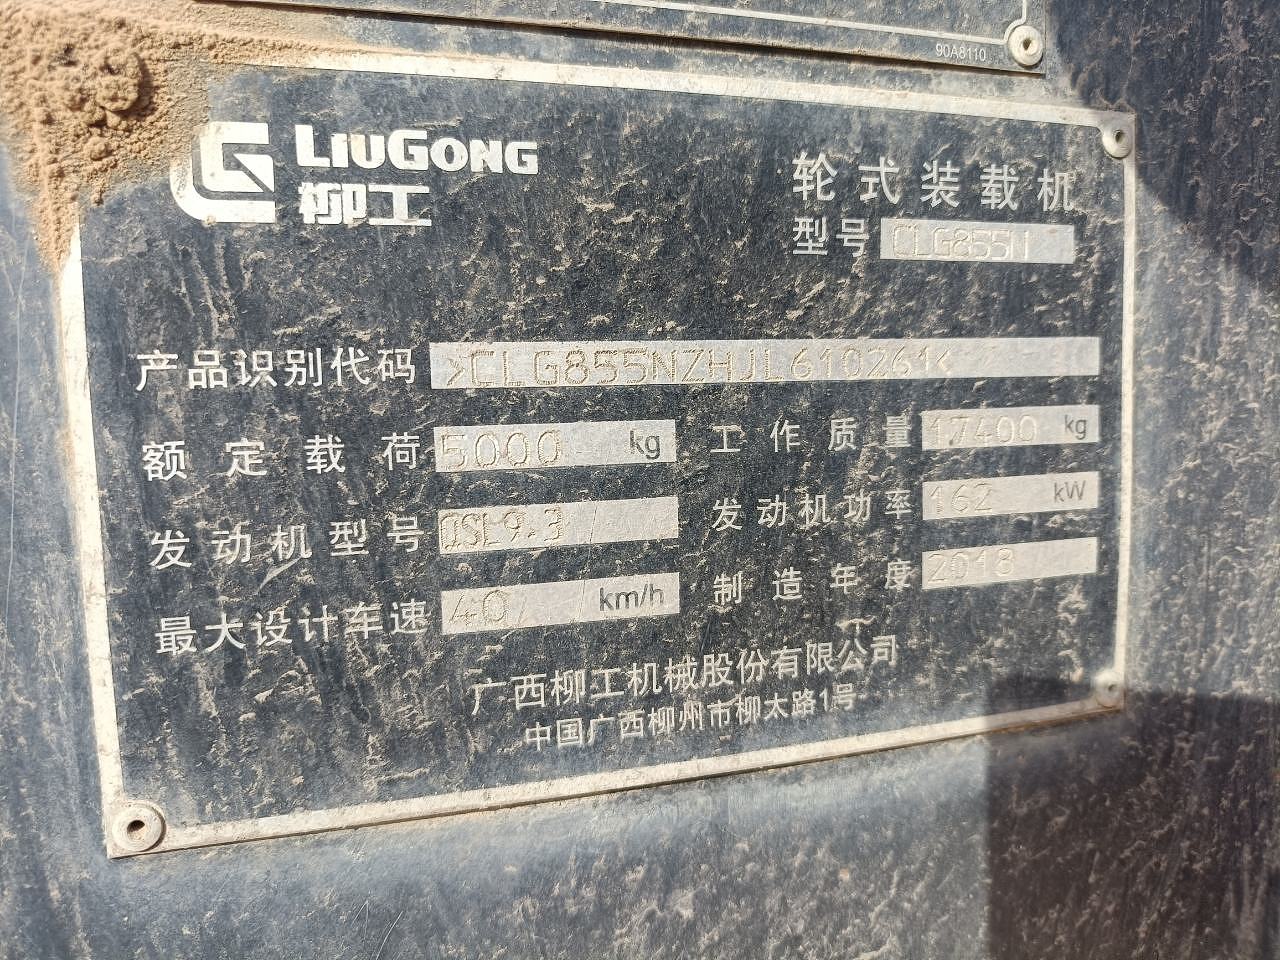 90A8110
LIUGONG
柳工
轮式装载机
型号 CLG855N
产品识别代码 >CLG855NZHJL610261<
额定载荷 5000 kg 工作质量 17400 kg
发动机型号 QSL9.3 发动机功率 162 kW
最大设计车速 40 km/h 制造年度 2018
广西柳工机械股份有限公司
中国广西柳州市柳太路1号